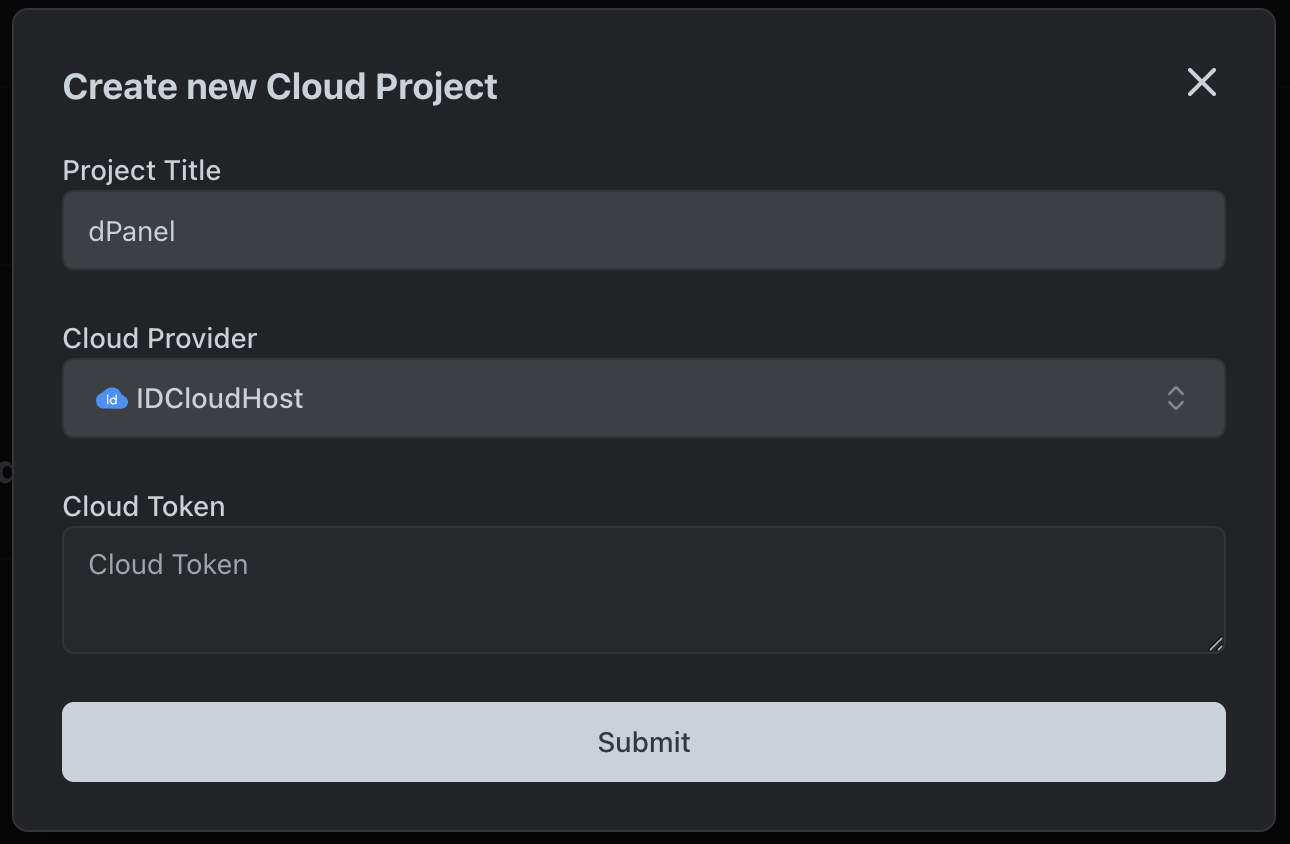 Create new Cloud Project
Project Title
dPanel
Cloud Provider
Id IDCloudHost
Cloud Token
Cloud Token
Submit